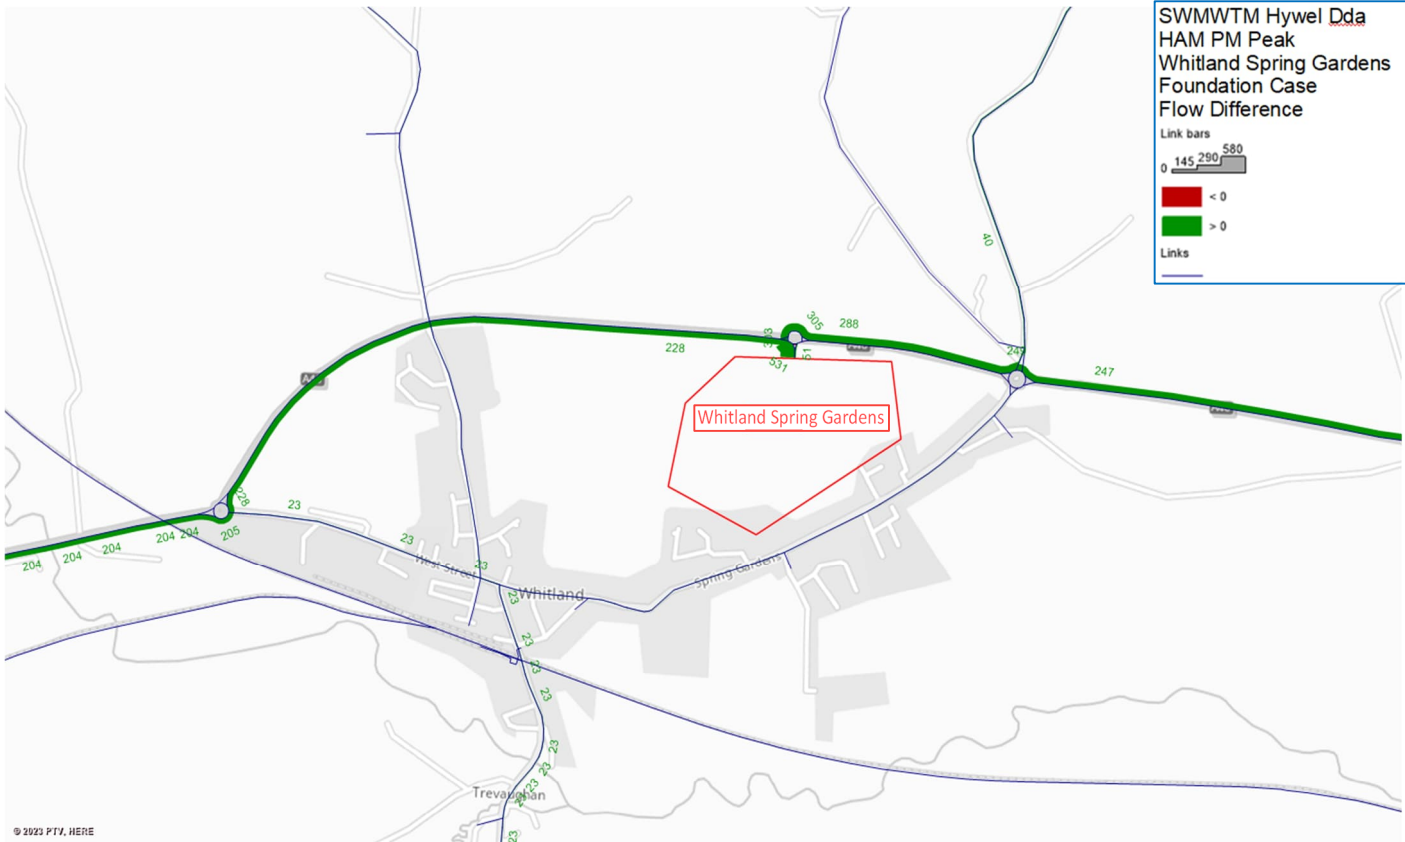 SWMWTM Hywel Dda
HAM PM Peak
Whitland Spring Gardens
Foundation Case
Flow Difference
Link bars
0 145 290 580
< 0
> 0
Links
40
305
288
531
228
249
247
Whitland Spring Gardens
228
23
204 204 204 204 204 205
23
West Street
23
Whitland
Spring Gardens
23
23
23
23
23
23
23
Trevaughan
23
© 2023 PTV, HERE